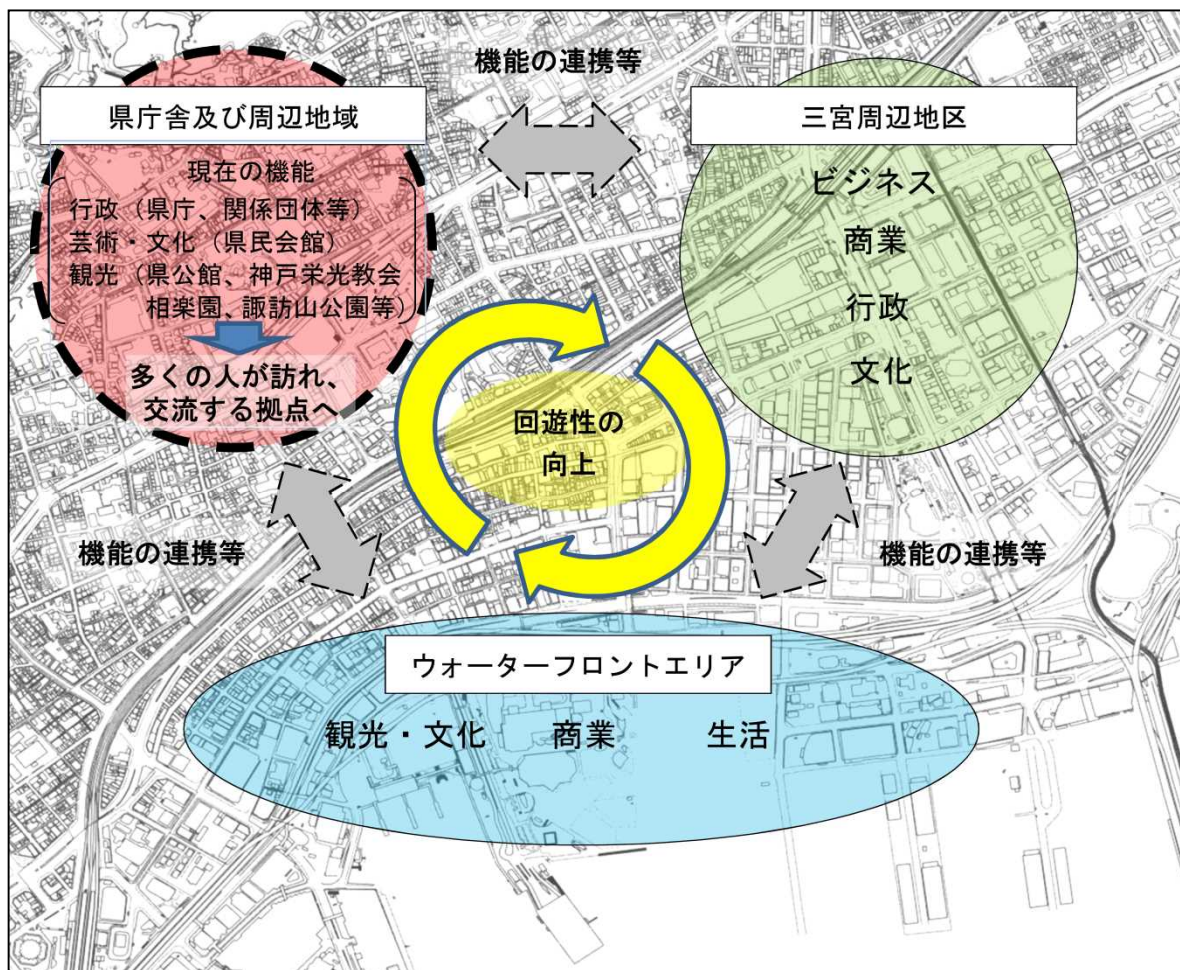 機能の連携等
県庁舎及び周辺地域
現在の機能
行政（県庁、関係団体等）
芸術・文化（県民会館）
観光（県公館、神戸栄光教会
相楽園、諏訪山公園等）
多くの人が訪れ、
交流する拠点へ
三宮周辺地区
ビジネス
商業
行政
文化
回遊性の
向上
機能の連携等
機能の連携等
ウォーターフロントエリア
観光・文化 商業 生活